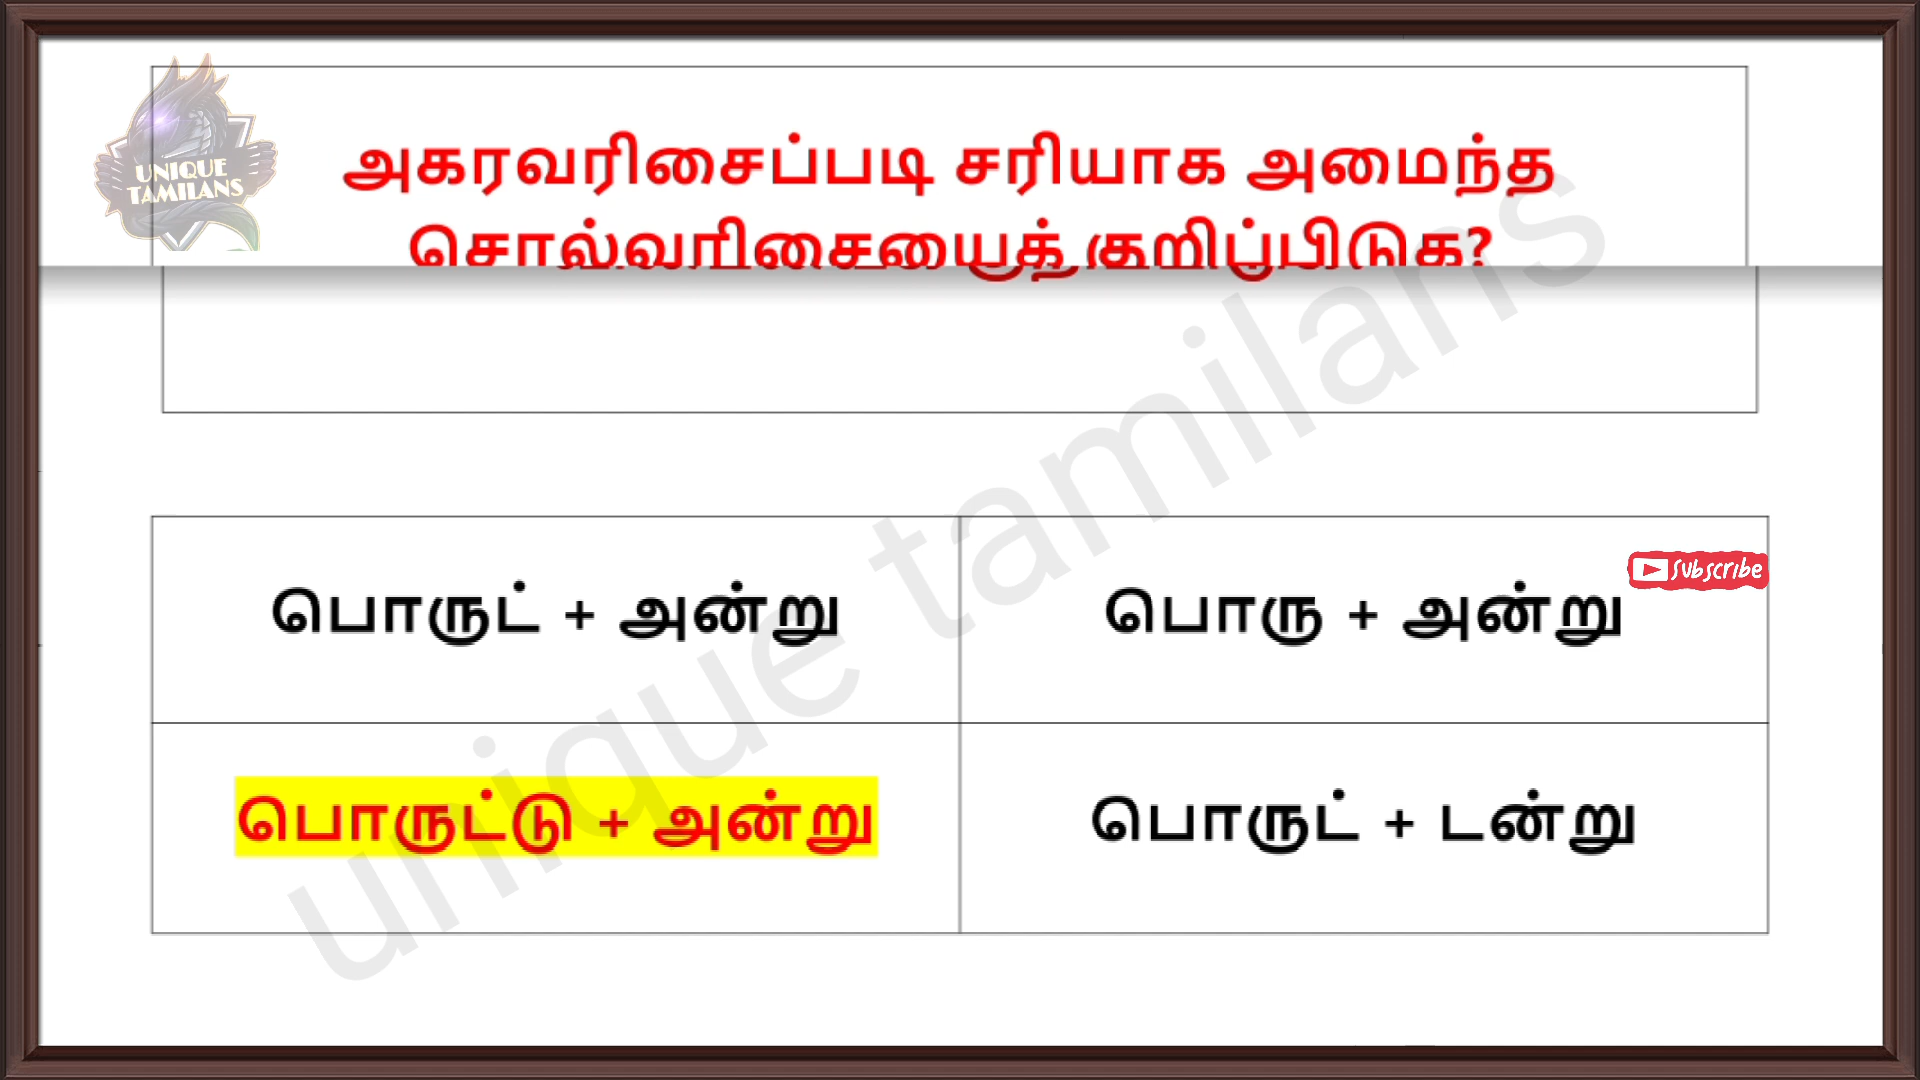 UNIQUE
TAMILANS
அகரவரிசைப்படி சரியாக அமைந்த
சொல்வரிசையைக் குறிப்பிடுக?
Subscribe
பொருட் + அன்று
பொரு + அன்று
பொருட்டு + அன்று
பொருட் + டன்று
unique tamilans